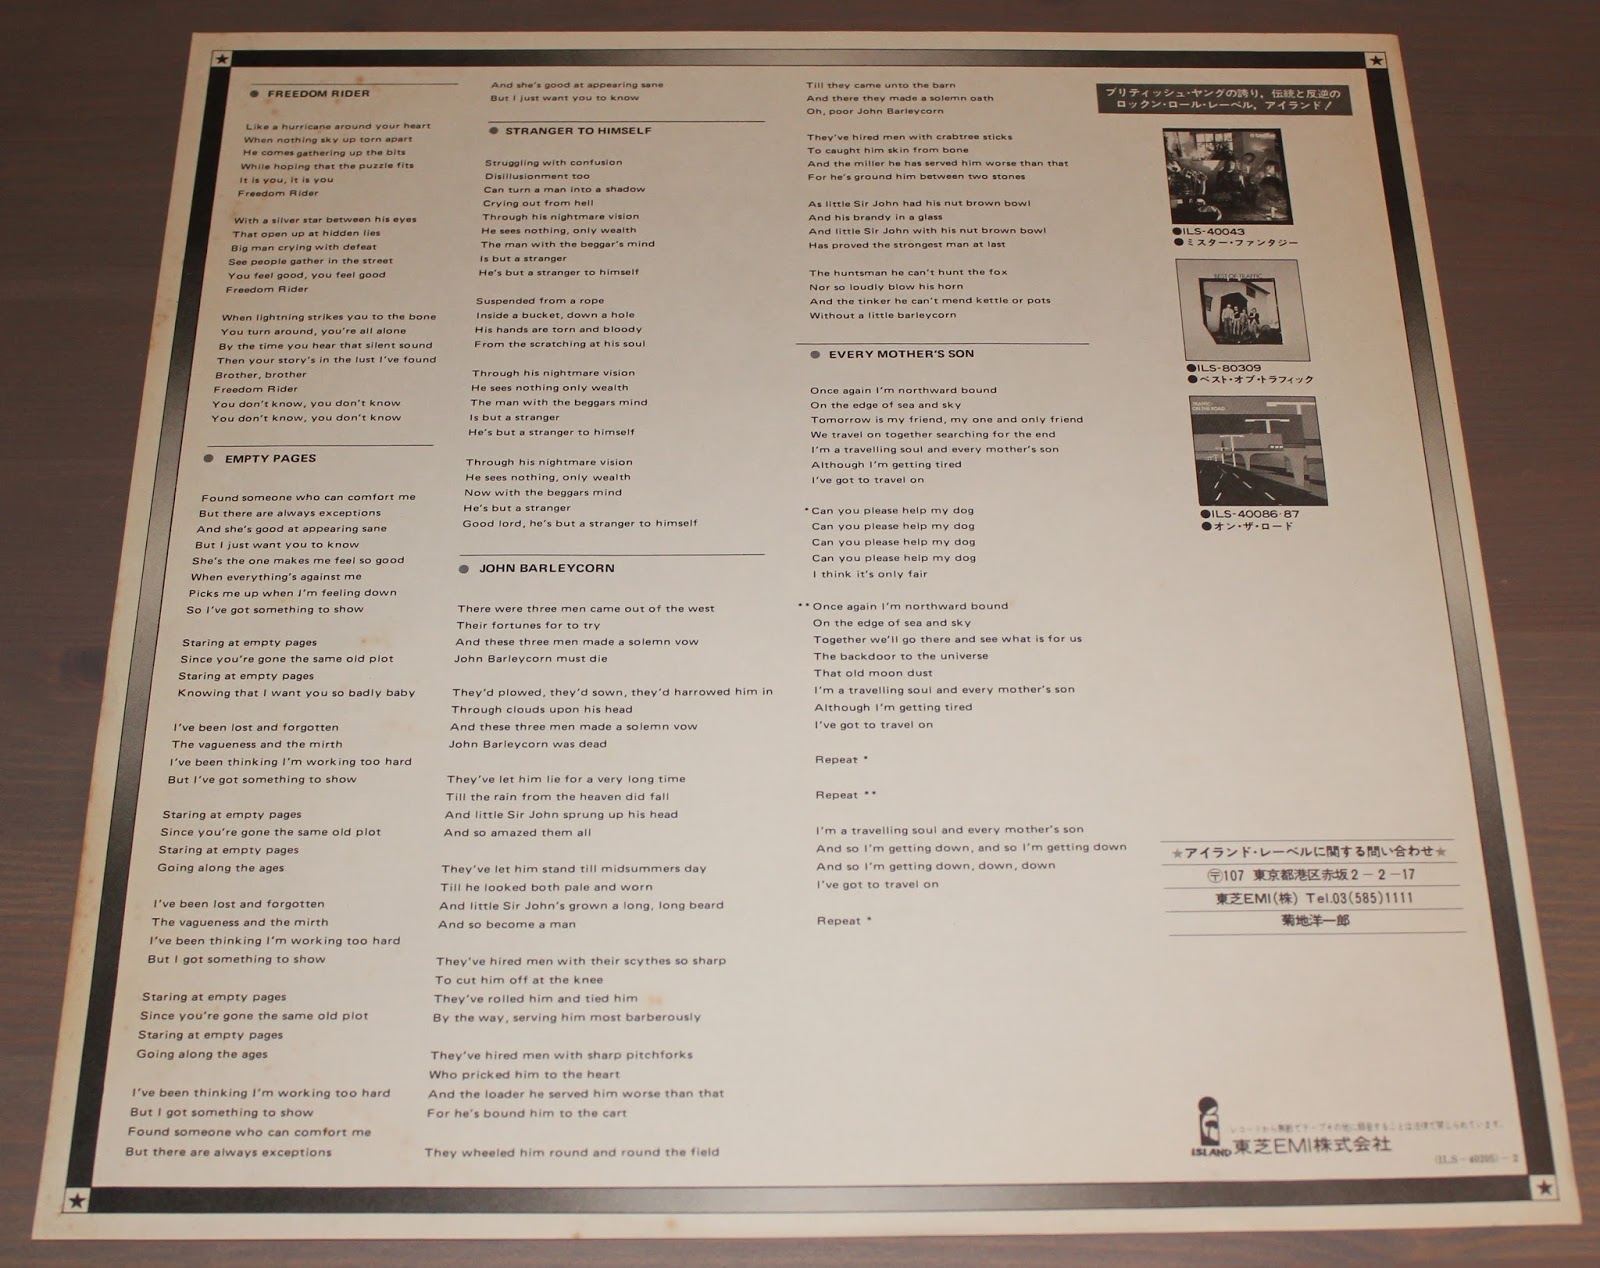 ● FREEDOM RIDER
Like a hurricane around your heart
When nothing sky up torn apart
He comes gathering up the bits
While hoping that the puzzle fits
It is you, it is you
Freedom Rider
With a silver star between his eyes
That open up at hidden lies
Big man crying with defeat
See people gather in the street
You feel good, you feel good
Freedom Rider
When lightning strikes you to the bone
You turn around, you're all alone
By the time you hear that silent sound
Then your story's in the lust I've found
Brother, brother
Freedom Rider
You don't know, you don't know
You don't know, you don't know
● EMPTY PAGES
Found someone who can comfort me
But there are always exceptions
And she's good at appearing sane
But I just want you to know
She's the one makes me feel so good
When everything's against me
Picks me up when I'm feeling down
So I've got something to show
Staring at empty pages
Since you're gone the same old plot
Staring at empty pages
Knowing that I want you so badly baby
I've been lost and forgotten
The vagueness and the mirth
I've been thinking I'm working too hard
But I've got something to show
Staring at empty pages
Since you're gone the same old plot
Staring at empty pages
Going along the ages
I've been lost and forgotten
The vagueness and the mirth
I've been thinking I'm working too hard
But I got something to show
Staring at empty pages
Since you're gone the same old plot
Staring at empty pages
Going along the ages
I've been thinking I'm working too hard
But I got something to show
Found someone who can comfort me
But there are always exceptions
And she's good at appearing sane
But I just want you to know
● STRANGER TO HIMSELF
Struggling with confusion
Disillusionment too
Can turn a man into a shadow
Crying out from hell
Through his nightmare vision
He sees nothing, only wealth
The man with the beggar's mind
Is but a stranger
He's but a stranger to himself
Suspended from a rope
Inside a bucket, down a hole
His hands are torn and bloody
From the scratching at his soul
Through his nightmare vision
He sees nothing only wealth
The man with the beggars mind
Is but a stranger
He's but a stranger to himself
Through his nightmare vision
He sees nothing, only wealth
Now with the beggars mind
He's but a stranger
Good lord, he's but a stranger to himself
● JOHN BARLEYCORN
There were three men came out of the west
Their fortunes for to try
And these three men made a solemn vow
John Barleycorn must die
They'd plowed, they'd sown, they'd harrowed him in
Through clouds upon his head
And these three men made a solemn vow
John Barleycorn was dead
They've let him lie for a very long time
Till the rain from the heaven did fall
And little Sir John sprung up his head
And so amazed them all
They've let him stand till midsummers day
Till he looked both pale and worn
And little Sir John's grown a long, long beard
And so become a man
They've hired men with their scythes so sharp
To cut him off at the knee
They've rolled him and tied him
By the way, serving him most barberously
They've hired men with sharp pitchforks
Who pricked him to the heart
And the loader he served him worse than that
For he's bound him to the cart
They wheeled him round and round the field
Till they came unto the barn
And there they made a solemn oath
Oh, poor John Barleycorn
They've hired men with crabtree sticks
To caught him skin from bone
And the miller he has served him worse than that
For he's ground him between two stones
As little Sir John had his nut brown bowl
And his brandy in a glass
And little Sir John with his nut brown bowl
Has proved the strongest man at last
The huntsman he can't hunt the fox
Nor so loudly blow his horn
And the tinker he can't mend kettle or pots
Without a little barleycorn
● EVERY MOTHER'S SON
Once again I'm northward bound
On the edge of sea and sky
Tomorrow is my friend, my one and only friend
We travel on together searching for the end
I'm a travelling soul and every mother's son
Although I'm getting tired
I've got to travel on
* Can you please help my dog
Can you please help my dog
Can you please help my dog
Can you please help my dog
I think it's only fair
** Once again I'm northward bound
On the edge of sea and sky
Together we'll go there and see what is for us
The backdoor to the universe
That old moon dust
I'm a travelling soul and every mother's son
Although I'm getting tired
I've got to travel on
Repeat *
Repeat **
I'm a travelling soul and every mother's son
And so I'm getting down, and so I'm getting down
And so I'm getting down, down, down
I've got to travel on
Repeat *
ブリティッシュ・ヤングの誇り、伝統と反逆の
ロックン・ロール・レーベル、アイランド!
●ILS-40043
●ミスター・ファンタジー
BEST OF TRAFFIC
●ILS-80309
●ベスト・オブ・トラフィック
TRAFFIC-
ON THE ROAD
●ILS-40086・87
●オン・ザ・ロード
★アイランド・レーベルに関する問い合わせ★
〒107 東京都港区赤坂2-2-17
東芝EMI(株) Tel.03(585)1111
菊地洋一郎
レコードから無断でテープその他に録音することは法律で禁じられています。
ISLAND 東芝EMI株式会社
(ILS-40205)-2